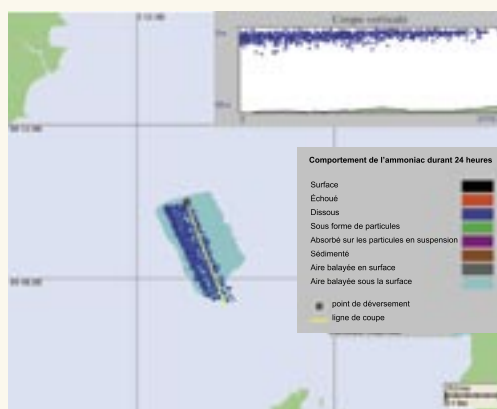 Coupe verticale
Comportement de l'ammoniac durant 24 heures
Surface
Échoué
Dissous
Sous forme de particules
Absorbé sur les particules en suspension
Sédimenté
Aire balayée en surface
Aire balayée sous la surface
point de déversement
ligne de coupe